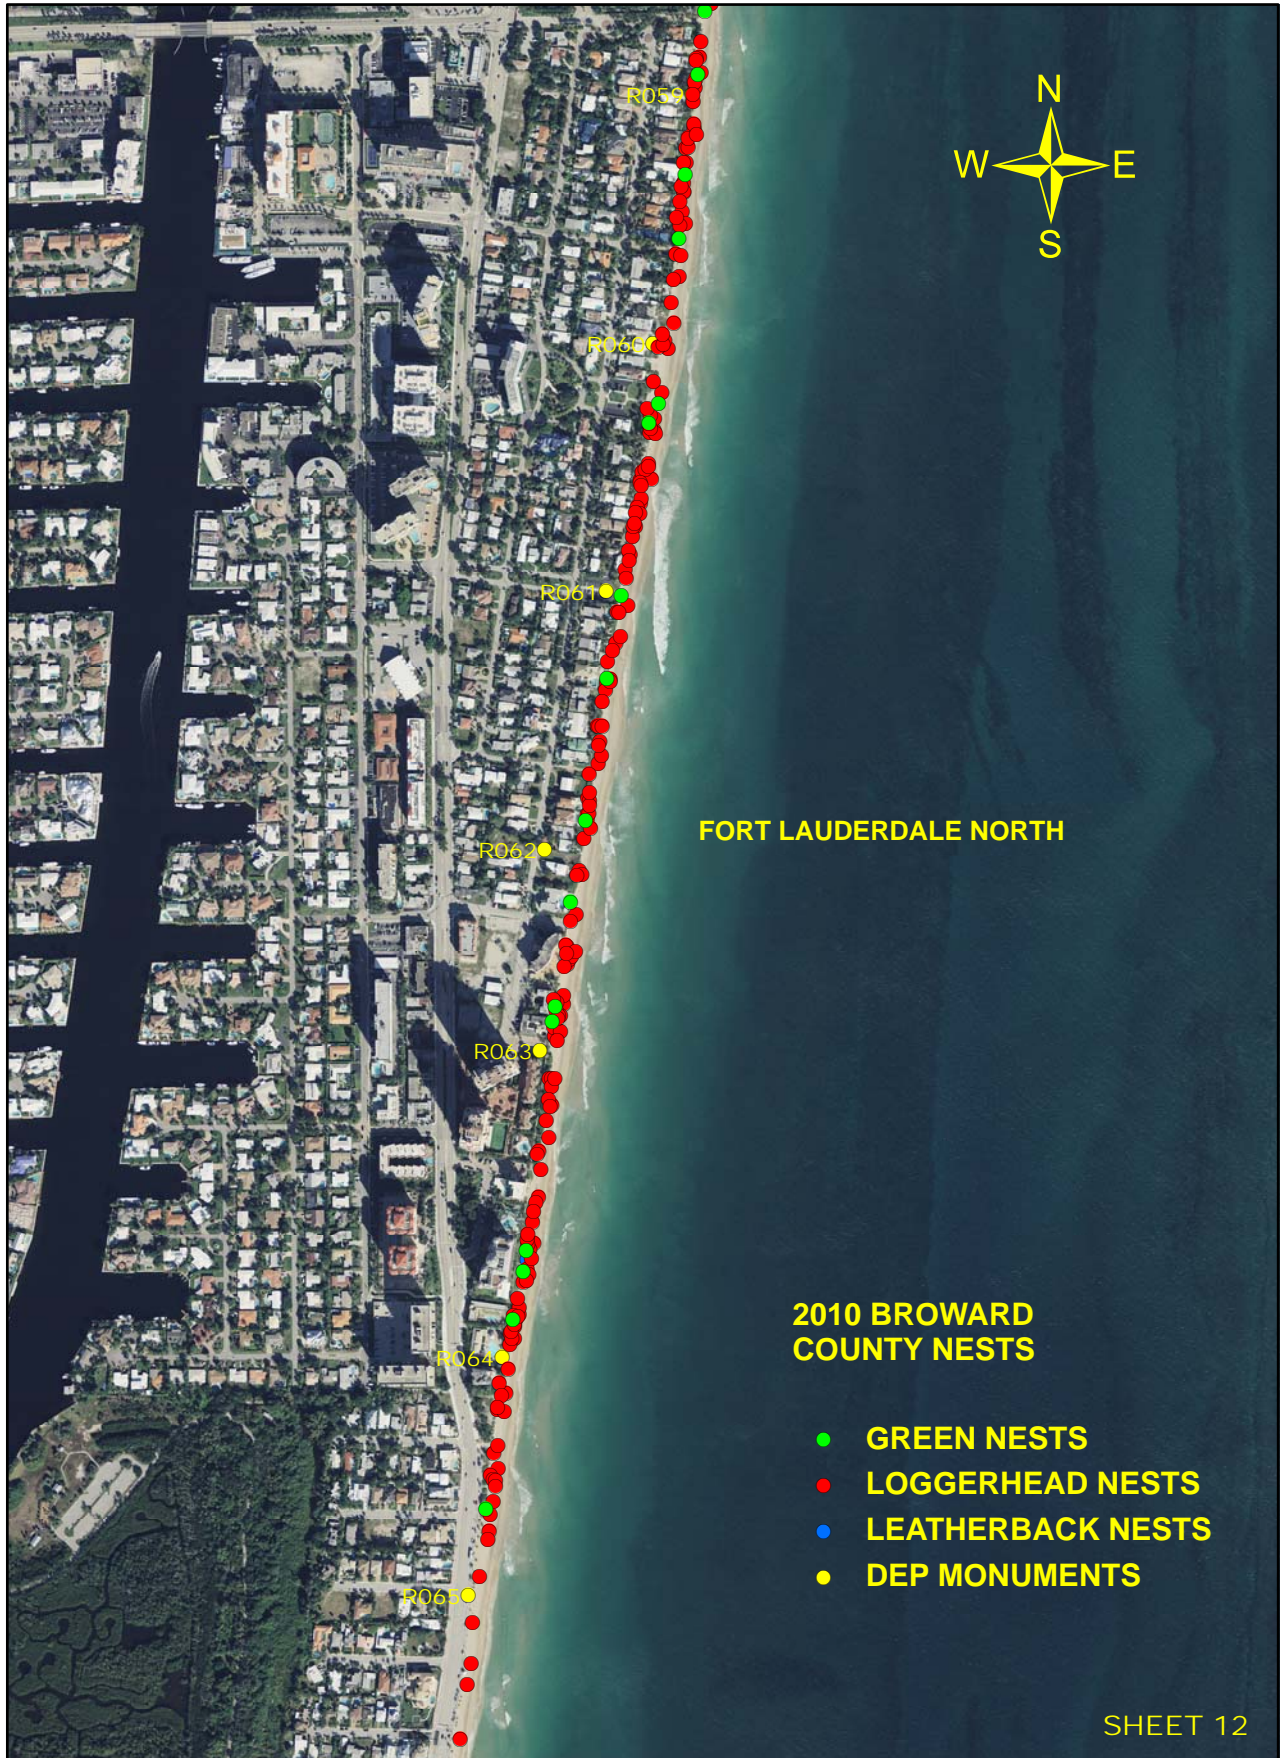 R059
N
W
E
S
R060
R061
FORT LAUDERDALE NORTH
R062
R063
2010 BROWARD
COUNTY NESTS
R064
GREEN NESTS
LOGGERHEAD NESTS
LEATHERBACK NESTS
DEP MONUMENTS
R065
SHEET 12